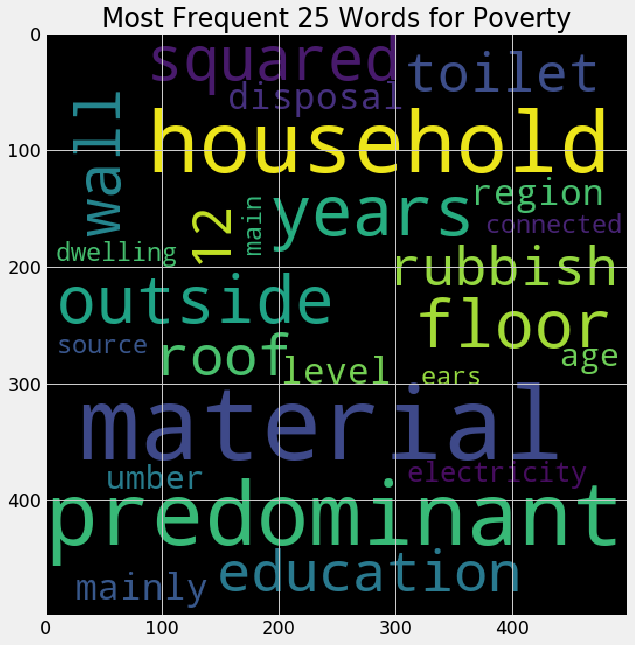 Most Frequent 25 Words for Poverty
0
squared
toilet
disposal
wall
household
100
region
years
12
main
connected
dwelling
200
rubbish
outside
floor
source
roof
level
age
ears
300
material
umber
electricity
400
predominant
education
mainly
0 100 200 300 400